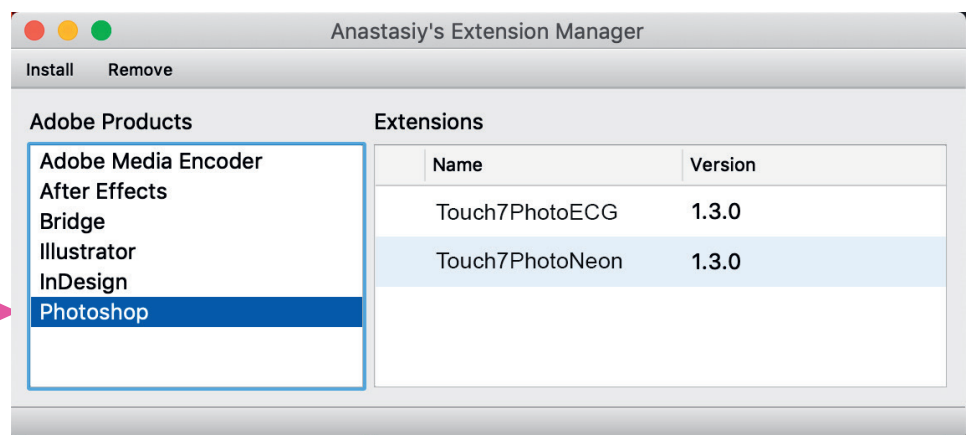 Anastasiy's Extension Manager
Install Remove
Adobe Products
Adobe Media Encoder
After Effects
Bridge
Illustrator
InDesign
Photoshop
Extensions
Name Version
Touch7PhotoECG 1.3.0
Touch7PhotoNeon 1.3.0